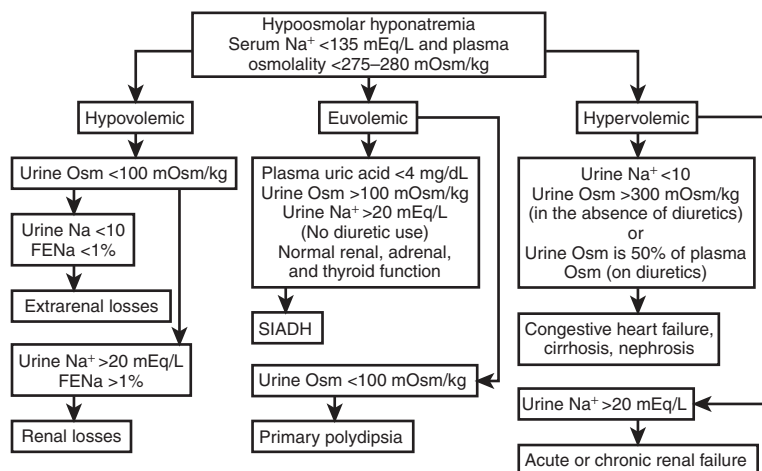 Hypoosmolar hyponatremia
Serum Na⁺ <135 mEq/L and plasma
osmolality <275–280 mOsm/kg
Hypovolemic
Urine Osm <100 mOsm/kg
Urine Na <10
FENa <1%
Extrarenal losses
Urine Na⁺ >20 mEq/L
FENa >1%
Renal losses
Euvolemic
Plasma uric acid <4 mg/dL
Urine Osm >100 mOsm/kg
Urine Na⁺ >20 mEq/L
(No diuretic use)
Normal renal, adrenal,
and thyroid function
SIADH
Urine Osm <100 mOsm/kg
Primary polydipsia
Hypervolemic
Urine Na⁺ <10
Urine Osm >300 mOsm/kg
(in the absence of diuretics)
or
Urine Osm is 50% of plasma
Osm (on diuretics)
Congestive heart failure,
cirrhosis, nephrosis
Urine Na⁺ >20 mEq/L
Acute or chronic renal failure